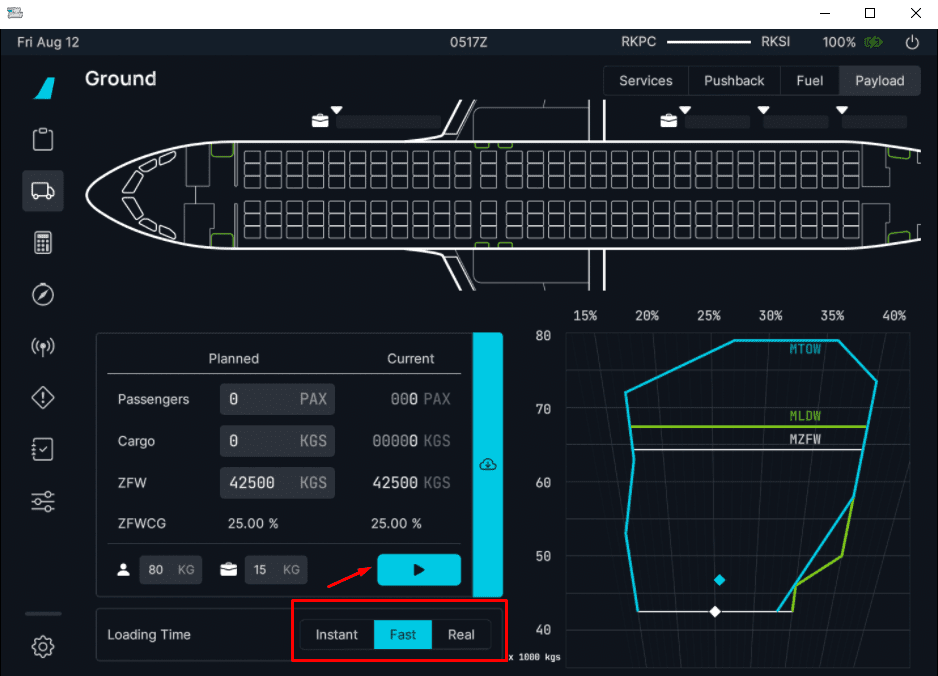 Fri Aug 12 0517Z RKPC RKSI 100%
Ground Services Pushback Fuel Payload
15% 20% 25% 30% 35% 40%
80
MTOW
70
MLDW
MZFW
60
50
40
x 1000 kgs
Planned Current
Passengers 0 PAX 000 PAX
Cargo 0 KGS 00000 KGS
ZFW 42500 KGS 42500 KGS
ZFWCG 25.00 % 25.00 %
80 KG 15 KG
Loading Time Instant Fast Real